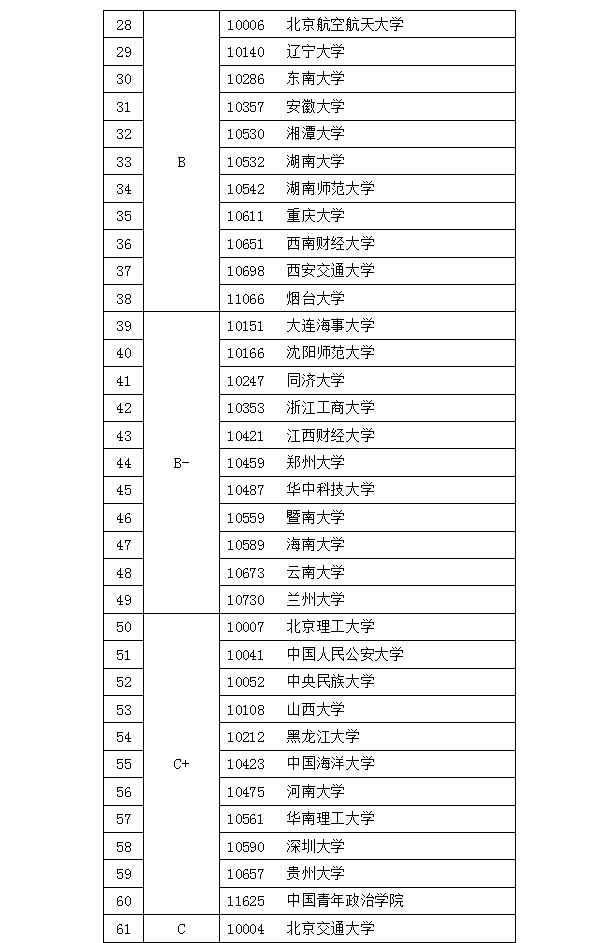 28 10006 北京航空航天大学
29 10140 辽宁大学
30 10286 东南大学
31 10357 安徽大学
32 10530 湘潭大学
33 B 10532 湖南大学
34 10542 湖南师范大学
35 10611 重庆大学
36 10651 西南财经大学
37 10698 西安交通大学
38 11066 烟台大学
39 10151 大连海事大学
40 10166 沈阳师范大学
41 10247 同济大学
42 10353 浙江工商大学
43 10421 江西财经大学
44 B- 10459 郑州大学
45 10487 华中科技大学
46 10559 暨南大学
47 10589 海南大学
48 10673 云南大学
49 10730 兰州大学
50 10007 北京理工大学
51 10041 中国人民公安大学
52 10052 中央民族大学
53 10108 山西大学
54 10212 黑龙江大学
55 C+ 10423 中国海洋大学
56 10475 河南大学
57 10561 华南理工大学
58 10590 深圳大学
59 10657 贵州大学
60 11625 中国青年政治学院
61 C 10004 北京交通大学